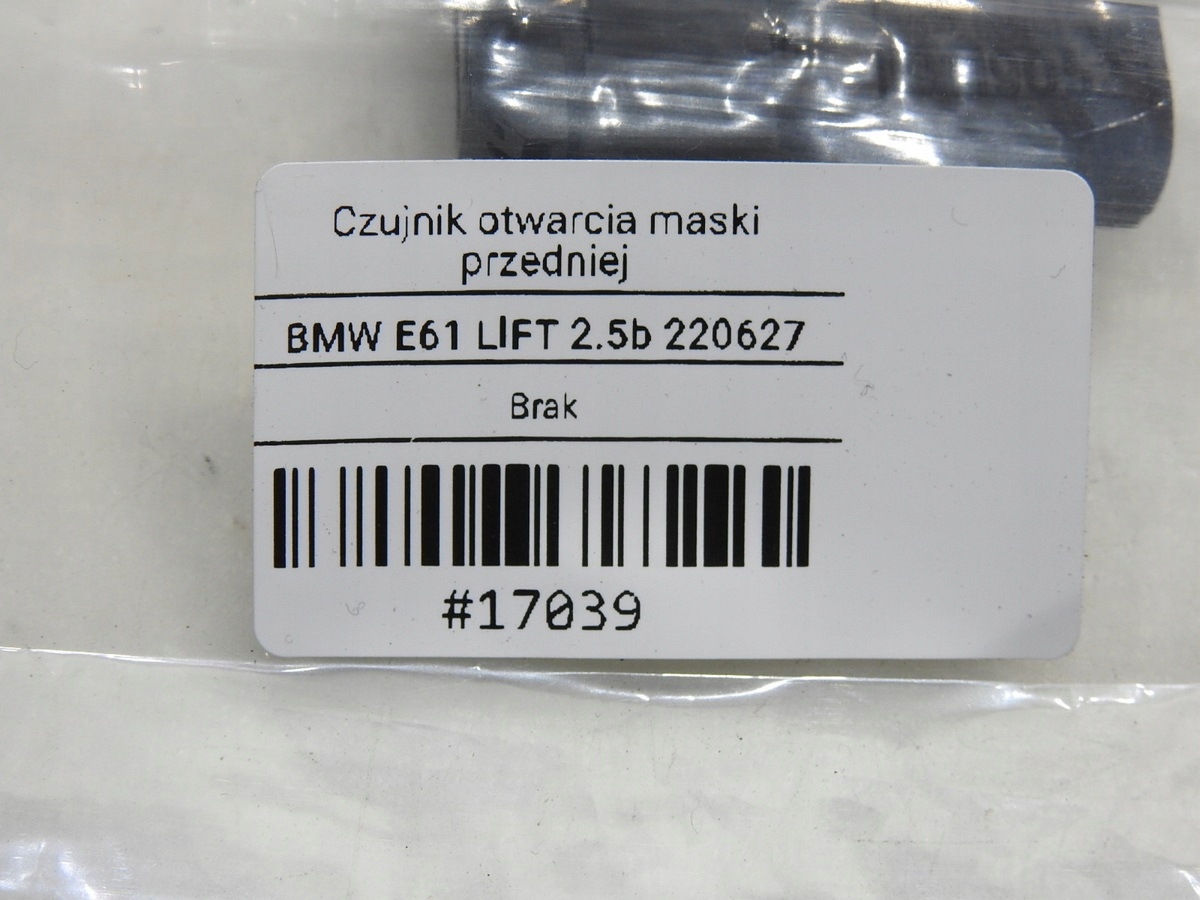 Czujnik otwarcia maski
przedniej
BMW E61 LIFT 2.5b 220627
Brak
#17039